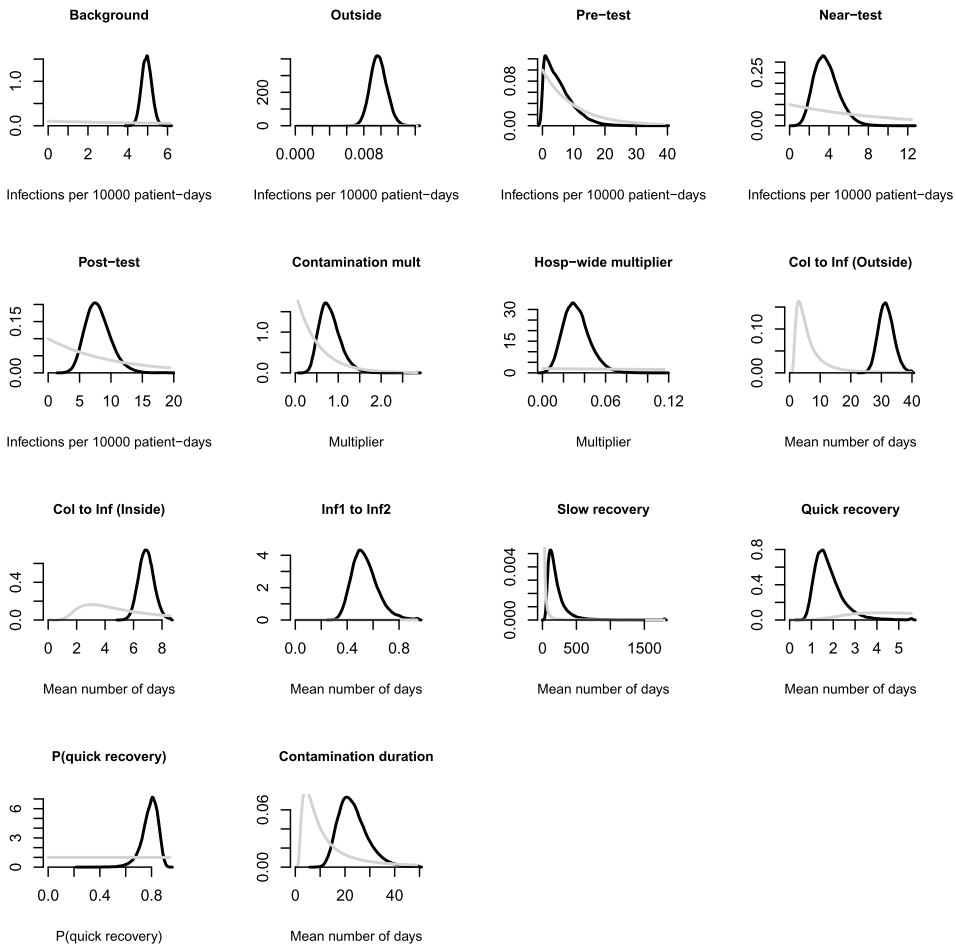 Background
1.0
0.0
0 2 4 6
Infections per 10000 patient−days
Outside
200
0
0.000 0.008
Infections per 10000 patient−days
Pre−test
0.08
0.00
0 10 20 30 40
Infections per 10000 patient−days
Near−test
0.25
0.00
0 4 8 12
Infections per 10000 patient−days
Post−test
0.15
0.00
0 5 10 15 20
Infections per 10000 patient−days
Contamination mult
1.0
0.0
0.0 1.0 2.0
Multiplier
Hosp−wide multiplier
30
15
0
0.00 0.06 0.12
Multiplier
Col to Inf (Outside)
0.10
0.00
0 10 20 30 40
Mean number of days
Col to Inf (Inside)
0.4
0.0
0 2 4 6 8
Mean number of days
Inf1 to Inf2
4
2
0
0.0 0.4 0.8
Mean number of days
Slow recovery
0.004
0.000
0 500 1500
Mean number of days
Quick recovery
0.8
0.4
0.0
0 1 2 3 4 5
Mean number of days
P(quick recovery)
6
3
0
0.0 0.4 0.8
P(quick recovery)
Contamination duration
0.06
0.00
0 20 40
Mean number of days